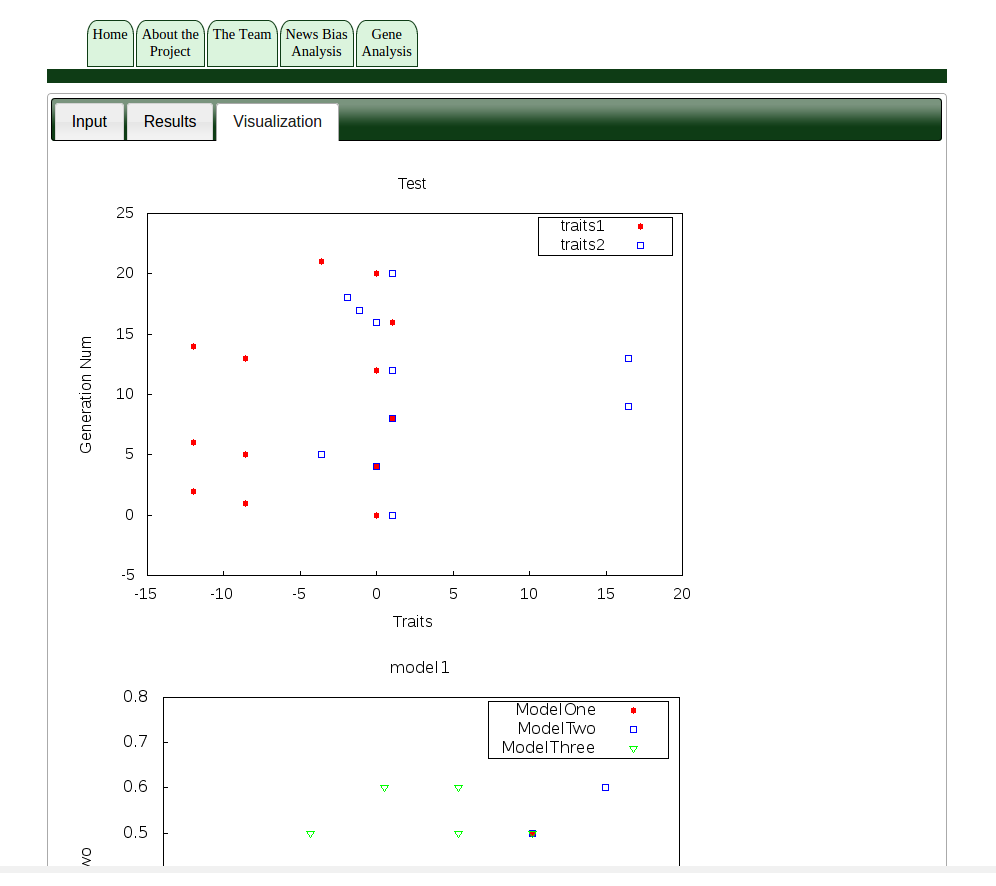 Home About the The Team News Bias Gene
Project Analysis Analysis
Input Results Visualization
Test
25
traits1
traits2
20
15
Generation Num
10
5
0
-5
-15 -10 -5 0 5 10 15 20
Traits
model1
0.8
ModelOne
ModelTwo
ModelThree
0.7
0.6
0.5